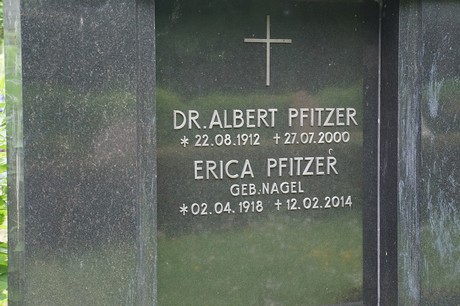 DR. ALBERT PFITZER
* 22.08.1912 † 27.07.2000
ERICA PFITZER
GEB. NAGEL
* 02.04.1918 † 12.02.2014